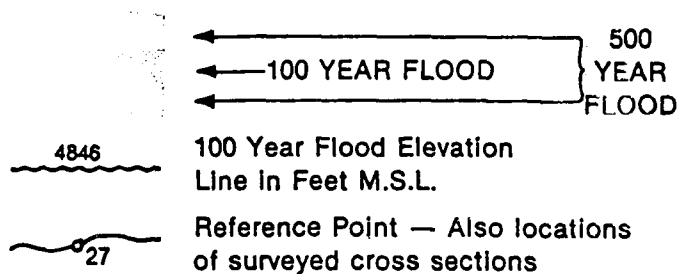 500
100 YEAR FLOOD YEAR
FLOOD
4846 100 Year Flood Elevation
Line in Feet M.S.L.
Reference Point — Also locations
27 of surveyed cross sections